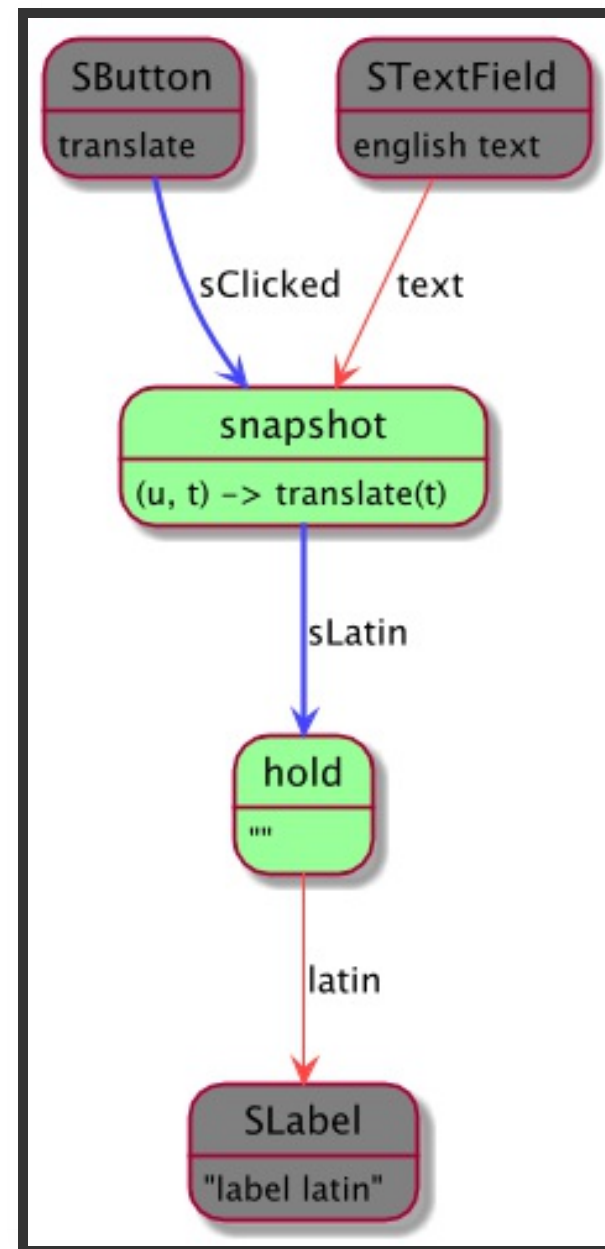 SButton
translate
STextField
english text
sClicked
text
snapshot
(u, t) -> translate(t)
sLatin
hold
""
latin
SLabel
"label latin"